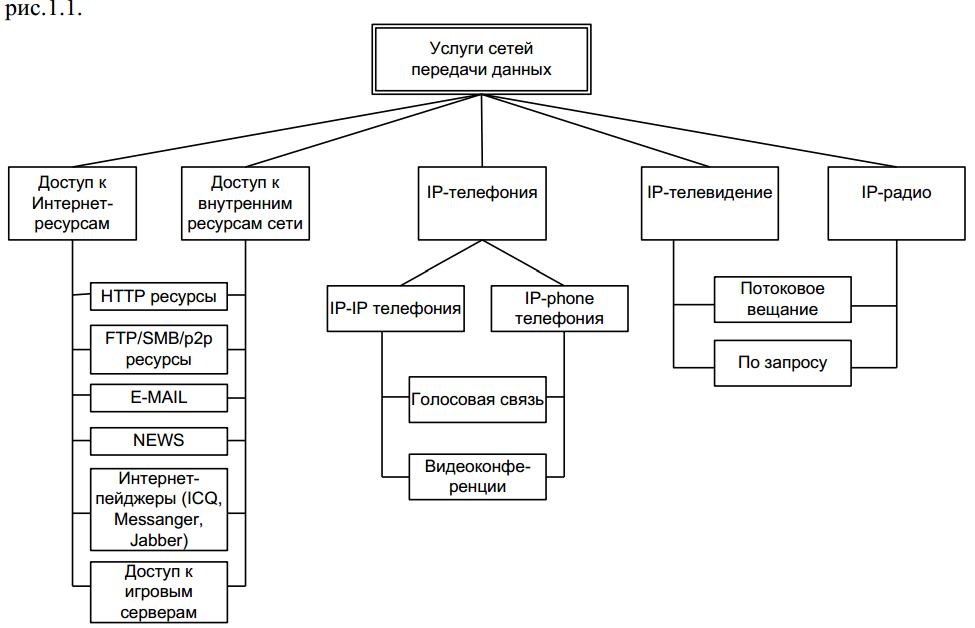 рис.1.1.
Услуги сетей
передачи данных
Доступ к
Интернет-
ресурсам
Доступ к
внутренним
ресурсам сети
IP-телефония
IP-телевидение
IP-радио
HTTP ресурсы
FTP/SMB/p2p
ресурсы
E-MAIL
NEWS
Интернет-
пейджеры (ICQ,
Messanger,
Jabber)
Доступ к
игровым
серверам
IP-IP телефония
IP-phone
телефония
Голосовая связь
Видеоконфе-
ренции
Потоковое
вещание
По запросу